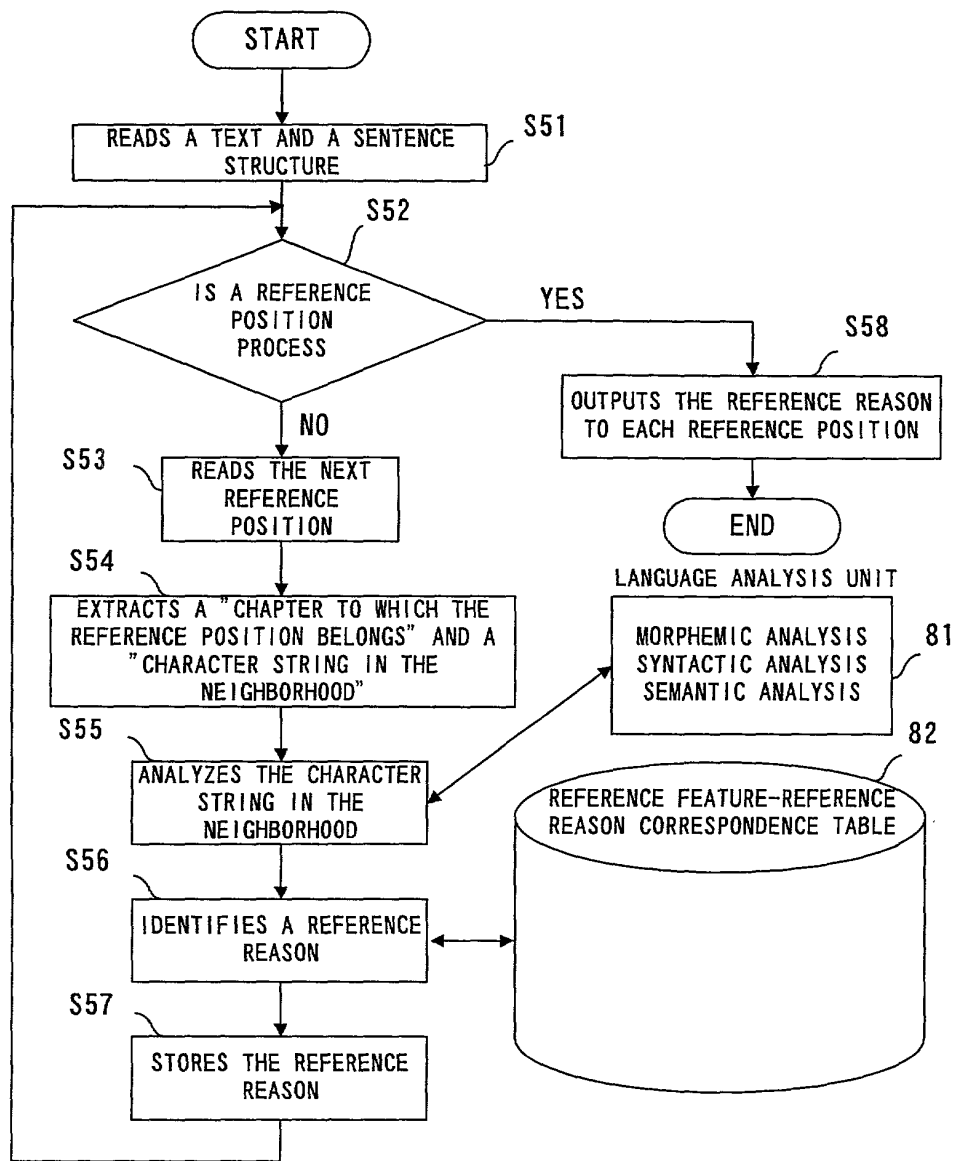 START
S51
READS A TEXT AND A SENTENCE
STRUCTURE
S52
IS A REFERENCE
POSITION
PROCESS
YES
NO
S58
OUTPUTS THE REFERENCE REASON
TO EACH REFERENCE POSITION
END
S53
READS THE NEXT
REFERENCE
POSITION
S54
EXTRACTS A "CHAPTER TO WHICH THE
REFERENCE POSITION BELONGS" AND A
"CHARACTER STRING IN THE
NEIGHBORHOOD"
LANGUAGE ANALYSIS UNIT
81
MORPHEMIC ANALYSIS
SYNTACTIC ANALYSIS
SEMANTIC ANALYSIS
S55
ANALYZES THE CHARACTER
STRING IN THE
NEIGHBORHOOD
82
REFERENCE FEATURE-REFERENCE
REASON CORRESPONDENCE TABLE
S56
IDENTIFIES A REFERENCE
REASON
S57
STORES THE REFERENCE
REASON